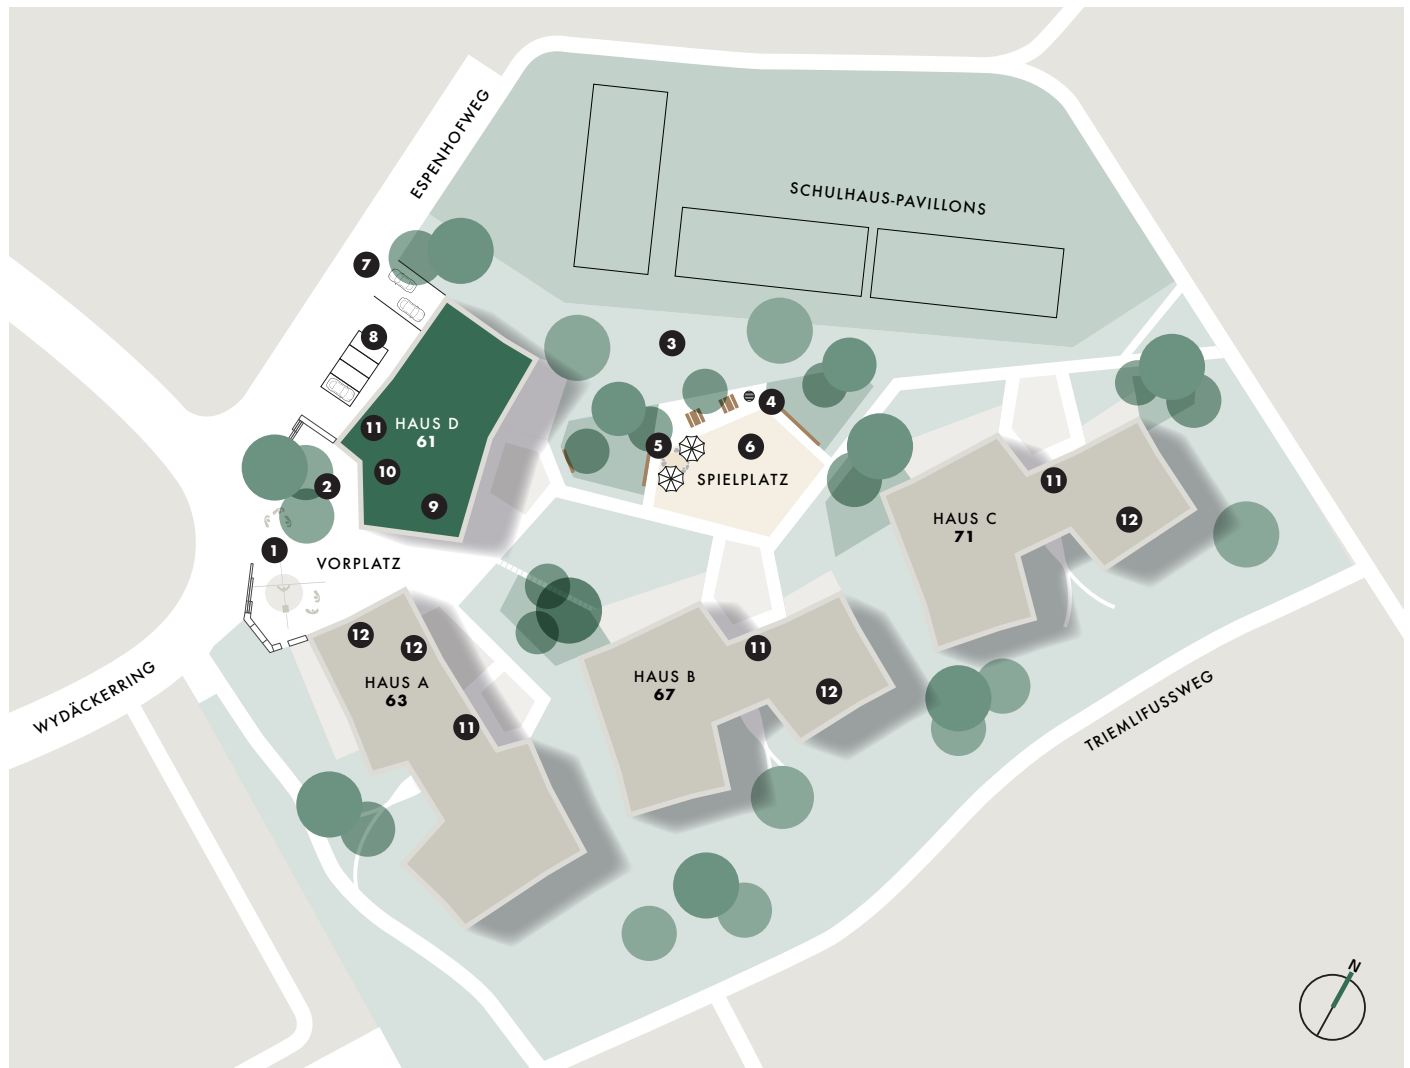 ESPENHOFWEG
SCHULHAUS-PAVILLONS
7
8
3
4
11
HAUS D
61
5
6
10
SPIELPLATZ
2
9
11
HAUS C
71
12
1
VORPLATZ
12
12
11
HAUS A
63
HAUS B
67
12
11
WYDÄCKERRING
TRIEMLIFUSSWEG
N